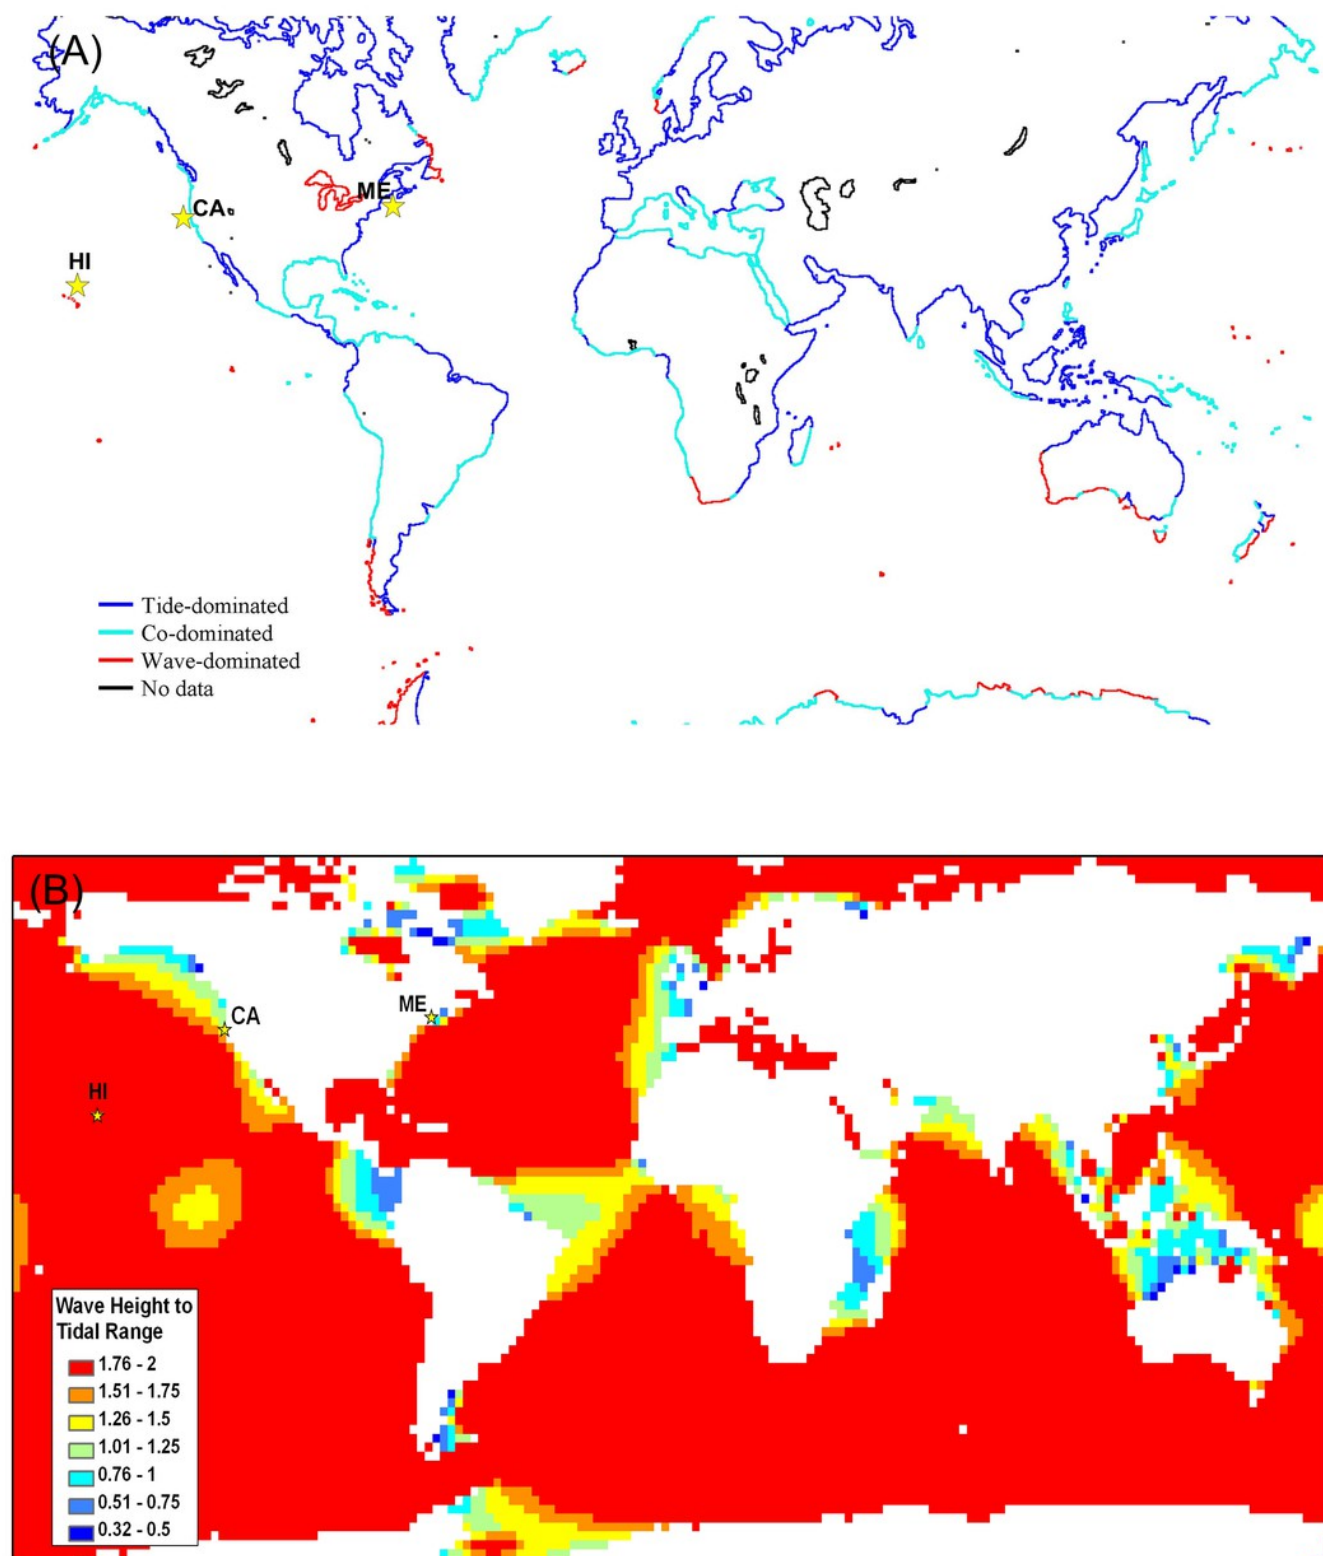 (A)
ME
CA
HI
Tide-dominated
Co-dominated
Wave-dominated
No data
(B)
ME
CA
HI
Wave Height to
Tidal Range
1.76 - 2
1.51 - 1.75
1.26 - 1.5
1.01 - 1.25
0.76 - 1
0.51 - 0.75
0.32 - 0.5